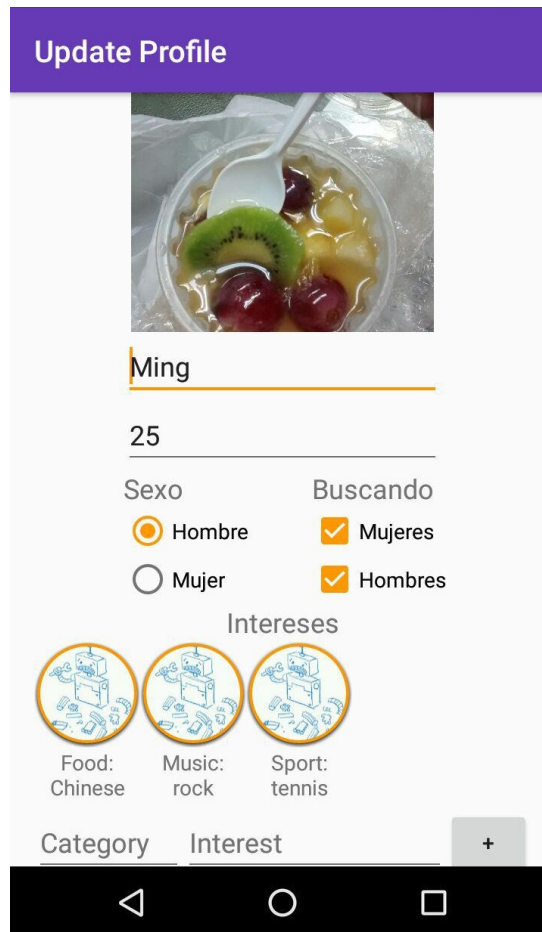 Update Profile
Ming
25
Sexo Buscando
Hombre Mujeres
Mujer Hombres
Intereses
Food: Music: Sport:
Chinese rock tennis
Category Interest +